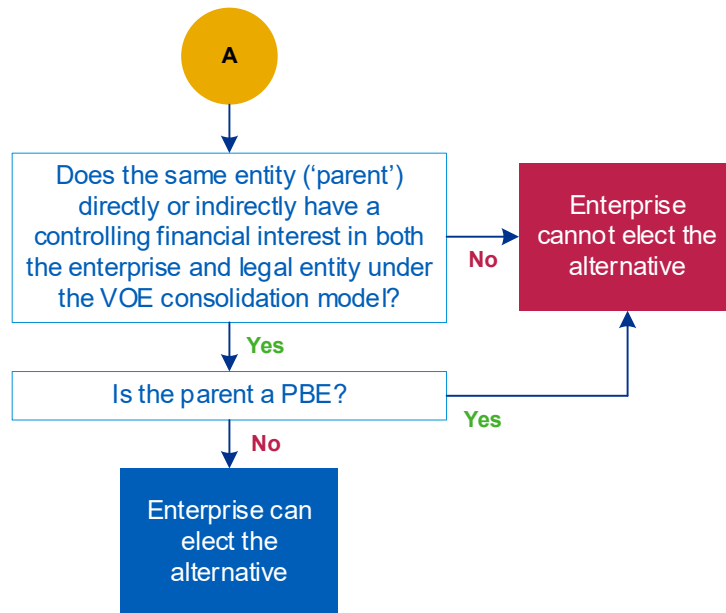 A
Does the same entity (‘parent’)
directly or indirectly have a
controlling financial interest in both
the enterprise and legal entity under
the VOE consolidation model?
No
Enterprise
cannot elect the
alternative
Yes
Is the parent a PBE?
Yes
No
Enterprise can
elect the
alternative